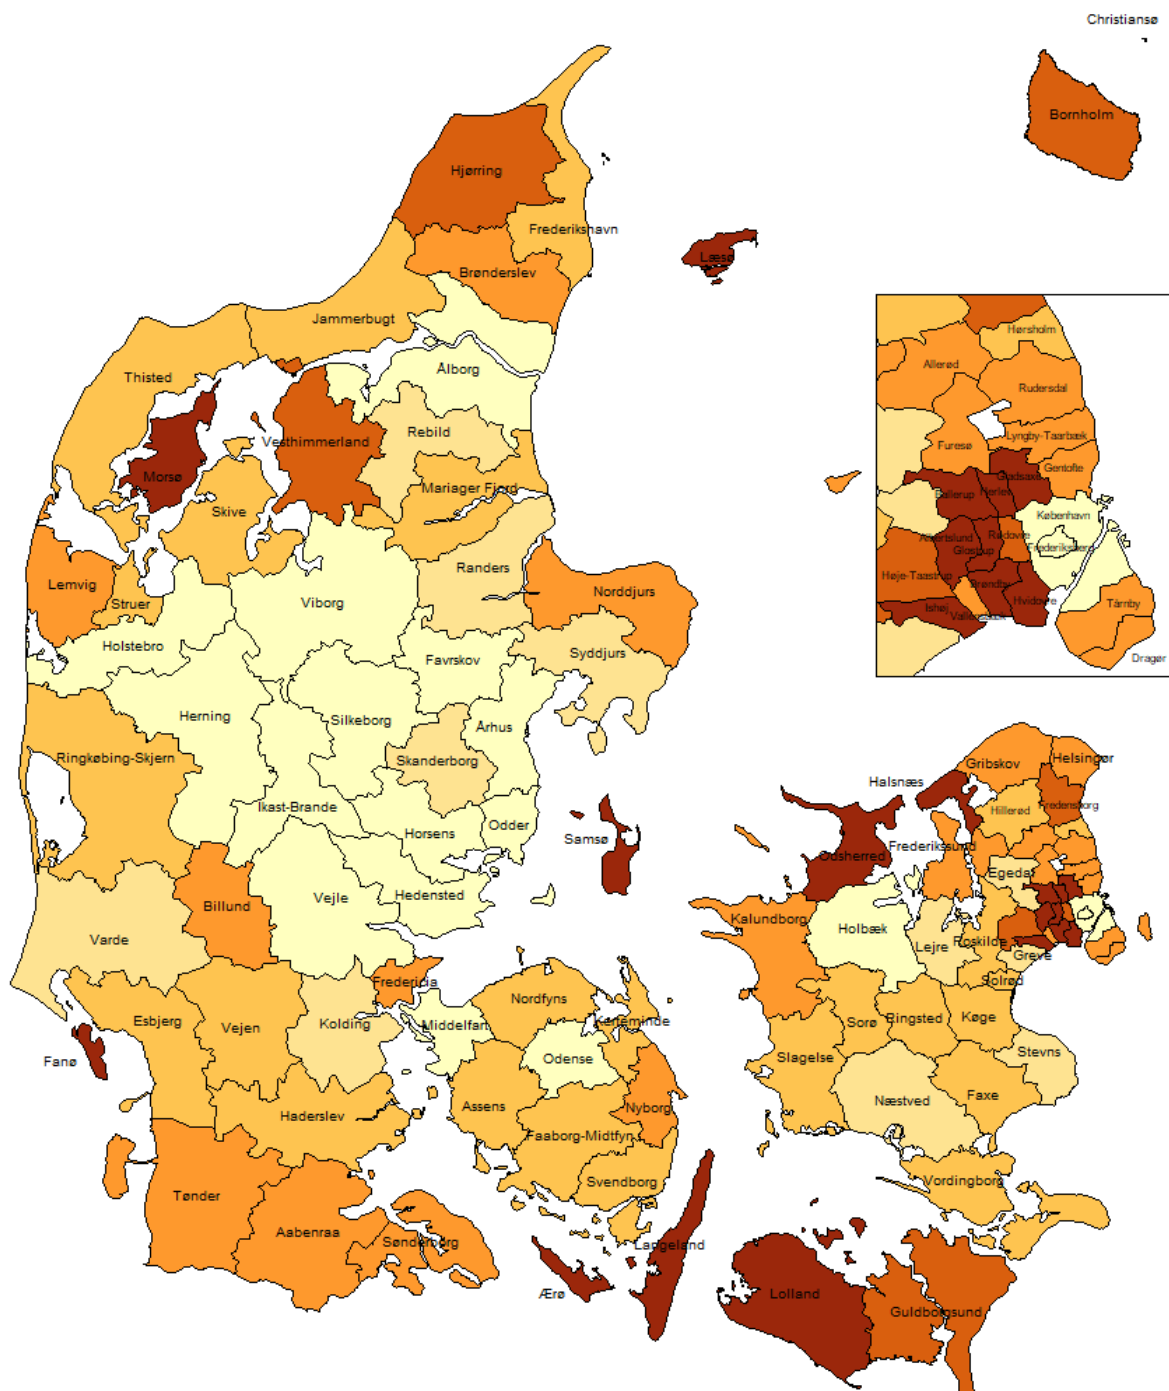 Christiansø
Bornholm
Hjørring
Frederikshavn
Læsø
Brønderslev
Jammerbugt
Ålborg
Thisted
Vesthimmerland
Rebild
Morsø
Mariager Fjord
Skive
Lemvig
Struer
Randers
Norddjurs
Viborg
Holstebro
Favrskov
Syddjurs
Herning
Silkeborg
Århus
Ringkøbing-Skjern
Skanderborg
Ikast-Brande
Horsens
Odder
Samsø
Hedensted
Vejle
Billund
Varde
Fredericia
Esbjerg
Vejen
Kolding
Middelfart
Nordfyns
Kerteminde
Odense
Fanø
Haderslev
Assens
Nyborg
Faaborg-Midtfyn
Svendborg
Tønder
Aabenraa
Sønderborg
Langeland
Ærø
Hørsholm
Allerød
Rudersdal
Furesø
Lyngby-Taarbæk
Gentofte
Gladsaxe
Ballerup
Herlev
København
Albertslund
Rødovre
Frederiksberg
Glostrup
Høje-Taastrup
Brøndby
Ishøj
Hvidovre
Vallensbæk
Tårnby
Dragør
Gribskov
Helsingør
Halsnæs
Hillerød
Fredensborg
Odsherred
Frederikssund
Egedal
Kalundborg
Holbæk
Lejre
Roskilde
Greve
Solrød
Sorø
Ringsted
Køge
Slagelse
Stevns
Næstved
Faxe
Vordingborg
Lolland
Guldborgsund